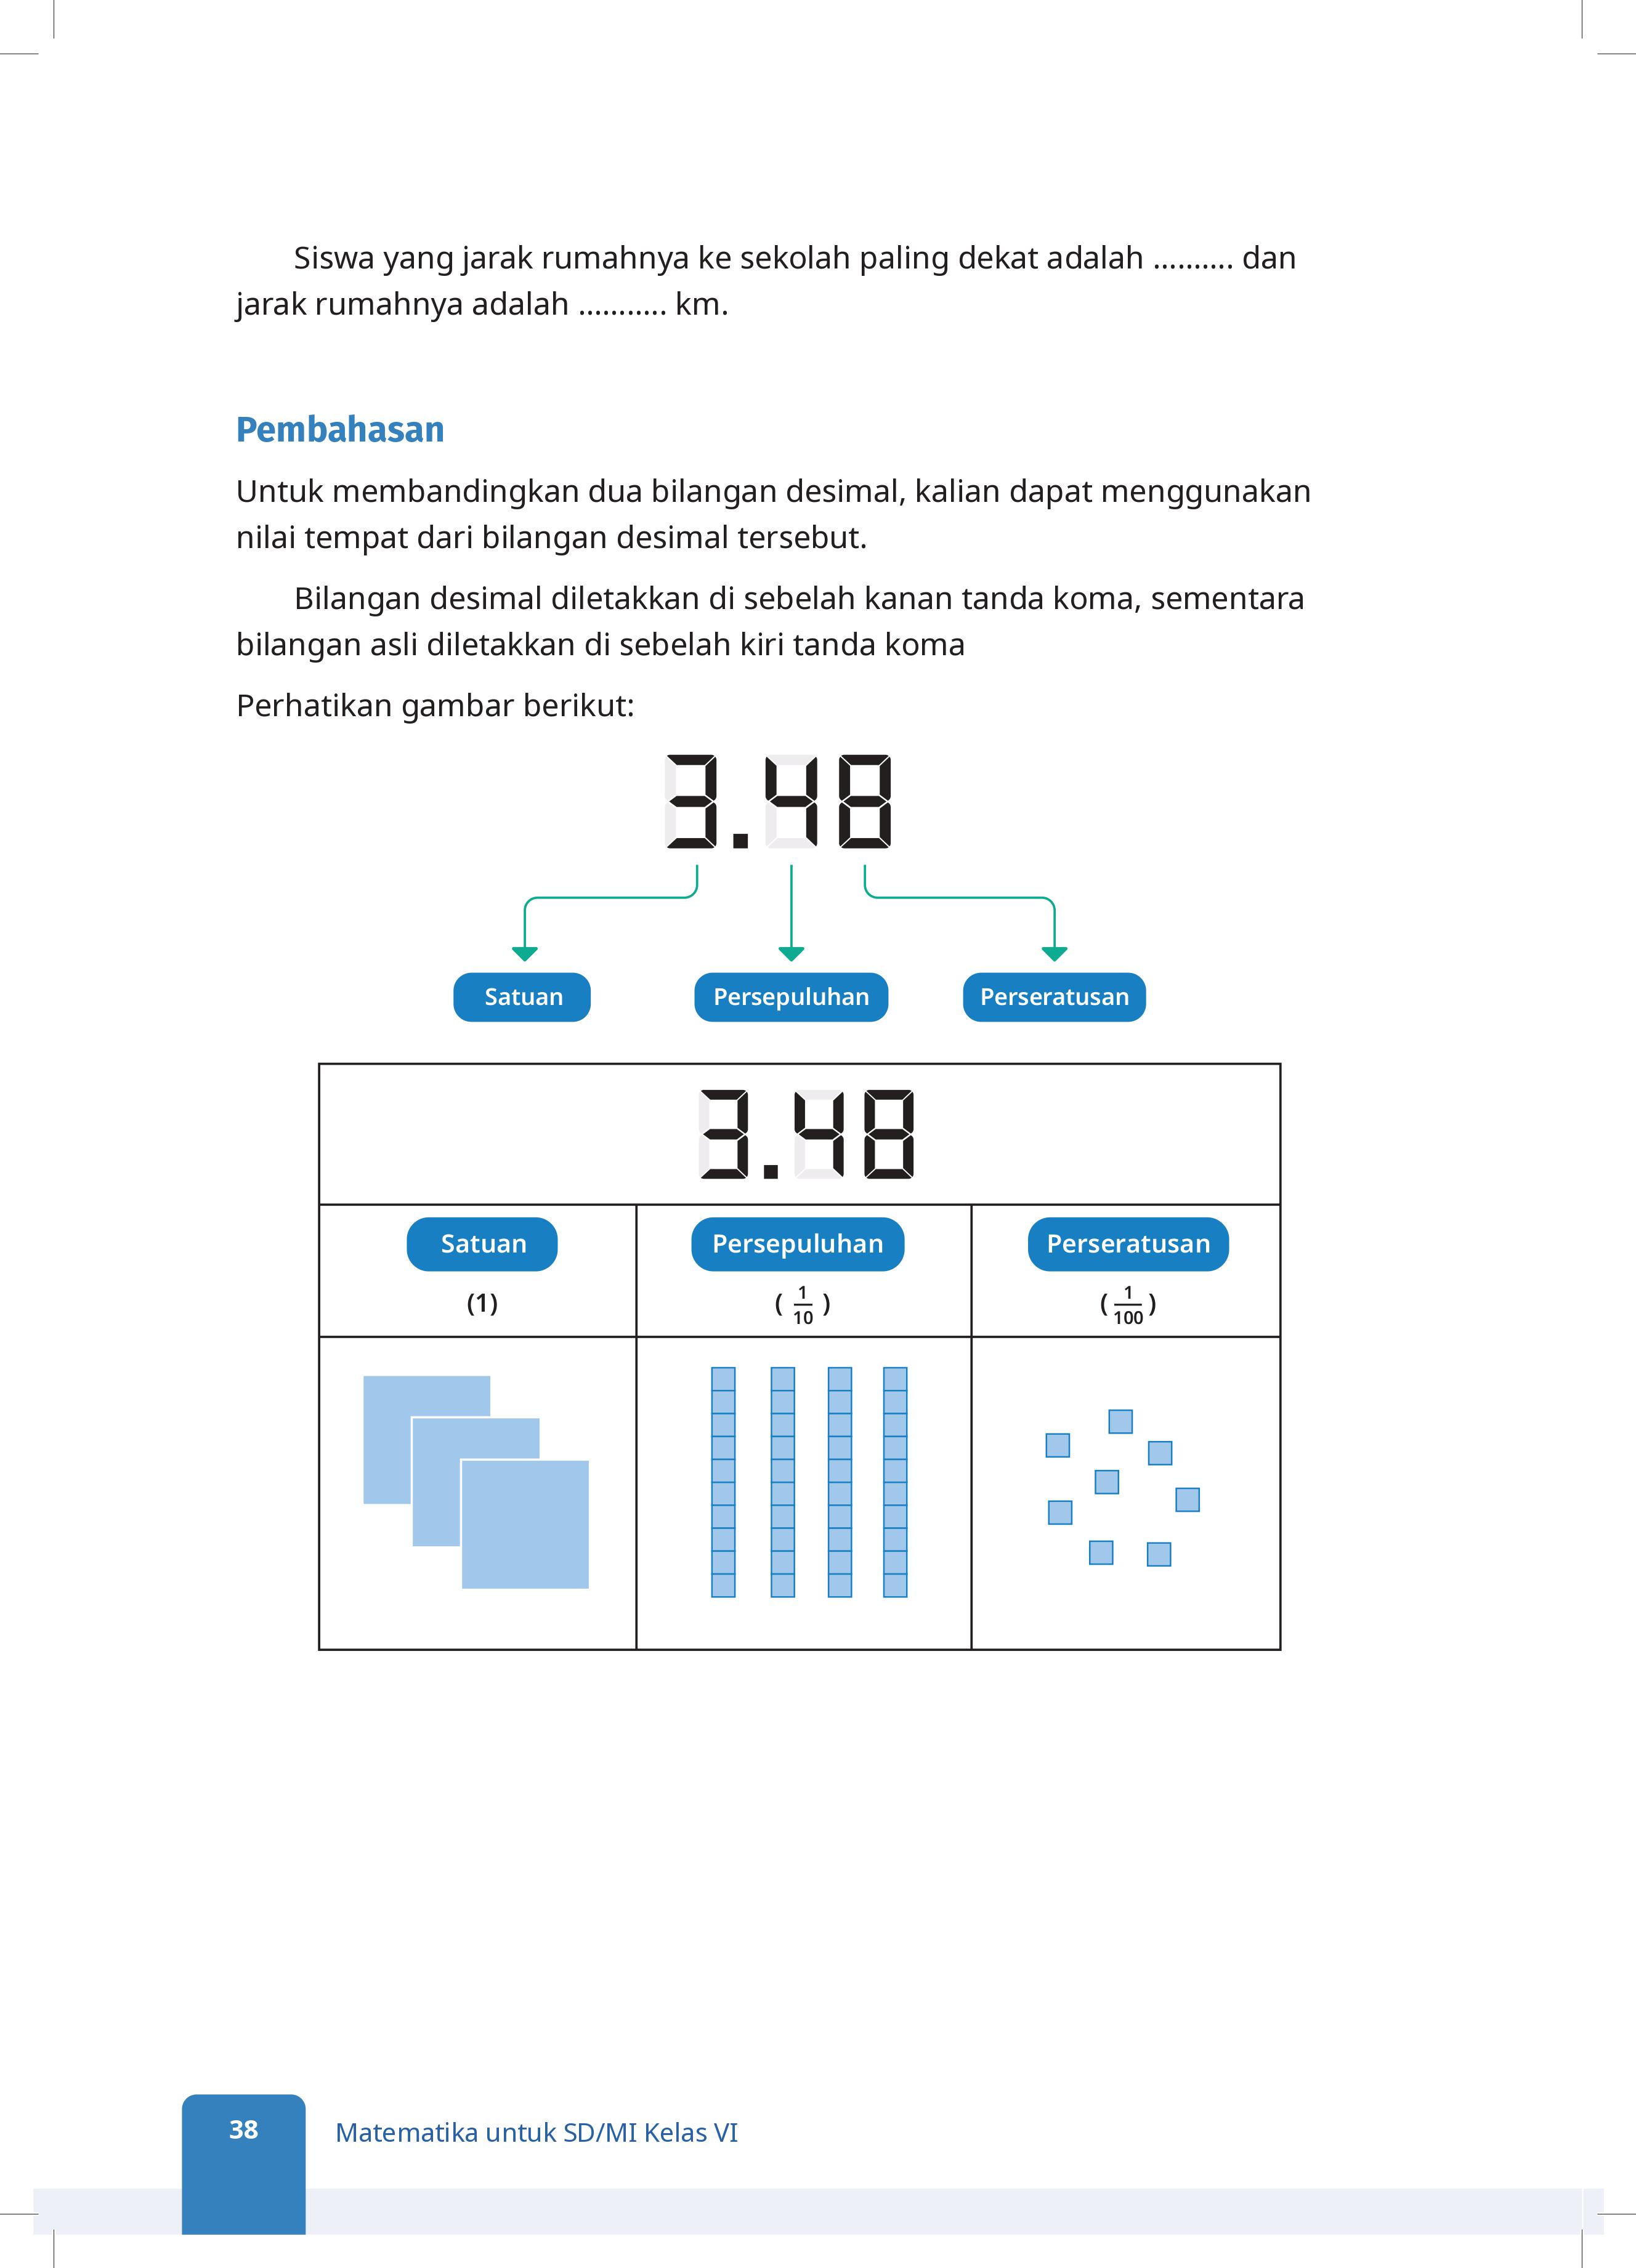 Siswa yang jarak rumahnya ke sekolah paling dekat adalah .......... dan
jarak rumahnya adalah ........... km.
Pembahasan
Untuk membandingkan dua bilangan desimal, kalian dapat menggunakan
nilai tempat dari bilangan desimal tersebut.
Bilangan desimal diletakkan di sebelah kanan tanda koma, sementara
bilangan asli diletakkan di sebelah kiri tanda koma
Perhatikan gambar berikut:
3.48
Satuan Persepuluhan Perseratusan
3.48
Satuan Persepuluhan Perseratusan
(1) (1/10) (1/100)
38 Matematika untuk SD/MI Kelas VI